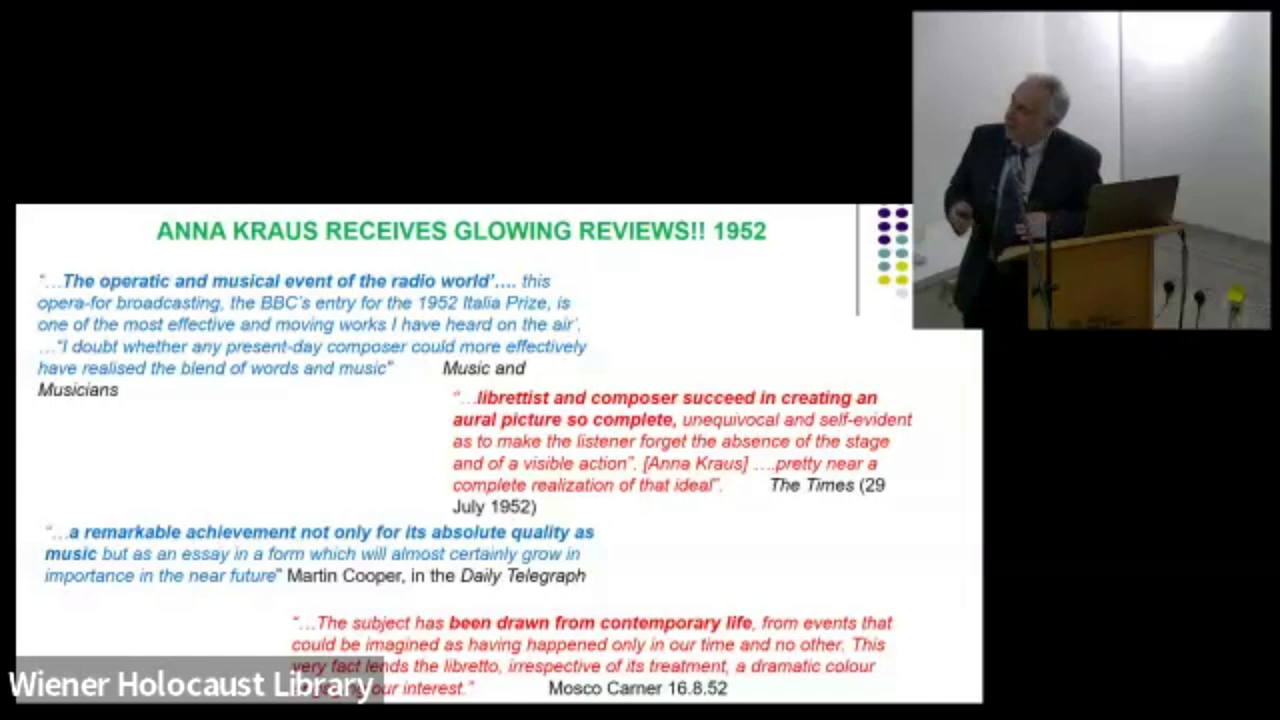 ANNA KRAUS RECEIVES GLOWING REVIEWS!! 1952
"…The operatic and musical event of the radio world'…. this
opera-for broadcasting, the BBC's entry for the 1952 Italia Prize, is
one of the most effective and moving works I have heard on the air'.
…"I doubt whether any present-day composer could more effectively
have realised the blend of words and music" Music and
Musicians
"…librettist and composer succeed in creating an
aural picture so complete, unequivocal and self-evident
as to make the listener forget the absence of the stage
and of a visible action". [Anna Kraus] ….pretty near a
complete realization of that ideal". The Times (29
July 1952)
"…a remarkable achievement not only for its absolute quality as
music but as an essay in a form which will almost certainly grow in
importance in the near future" Martin Cooper, in the Daily Telegraph
"…The subject has been drawn from contemporary life, from events that
could be imagined as having happened only in our time and no other. This
very fact lends the libretto, irrespective of its treatment, a dramatic colour
our interest." Mosco Carner 16.8.52
Wiener Holocaust Library